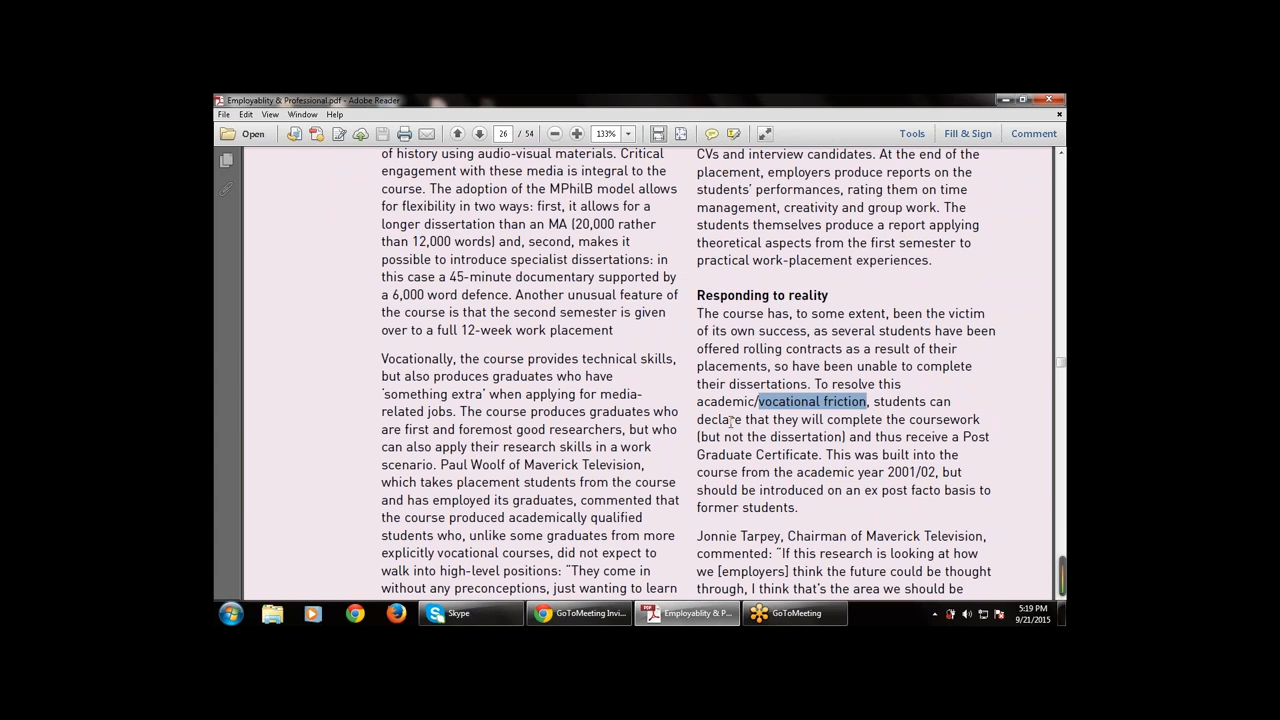 Employablity & Professional.pdf - Adobe Reader
File Edit View Window Help
Open 26 / 54 133% Tools Fill & Sign Comment
of history using audio-visual materials. Critical
engagement with these media is integral to the
course. The adoption of the MPhilB model allows
for flexibility in two ways: first, it allows for a
longer dissertation than an MA (20,000 rather
than 12,000 words) and, second, makes it
possible to introduce specialist dissertations: in
this case a 45-minute documentary supported by
a 6,000 word defence. Another unusual feature of
the course is that the second semester is given
over to a full 12-week work placement
Vocationally, the course provides technical skills,
but also produces graduates who have
‘something extra’ when applying for media-
related jobs. The course produces graduates who
are first and foremost good researchers, but who
can also apply their research skills in a work
scenario. Paul Woolf of Maverick Television,
which takes placement students from the course
and has employed its graduates, commented that
the course produced academically qualified
students who, unlike some graduates from more
explicitly vocational courses, did not expect to
walk into high-level positions: “They come in
without any preconceptions, just wanting to learn
CVs and interview candidates. At the end of the
placement, employers produce reports on the
students’ performances, rating them on time
management, creativity and group work. The
students themselves produce a report applying
theoretical aspects from the first semester to
practical work-placement experiences.
Responding to reality
The course has, to some extent, been the victim
of its own success, as several students have been
offered rolling contracts as a result of their
placements, so have been unable to complete
their dissertations. To resolve this
academic/vocational friction, students can
declare that they will complete the coursework
(but not the dissertation) and thus receive a Post
Graduate Certificate. This was built into the
course from the academic year 2001/02, but
should be introduced on an ex post facto basis to
former students.
Jonnie Tarpey, Chairman of Maverick Television,
commented: “If this research is looking at how
we [employers] think the future could be thought
through, I think that’s the area we should be
Skype GoToMeeting Invi... Employablity & P... GoToMeeting
5:19 PM
9/21/2015